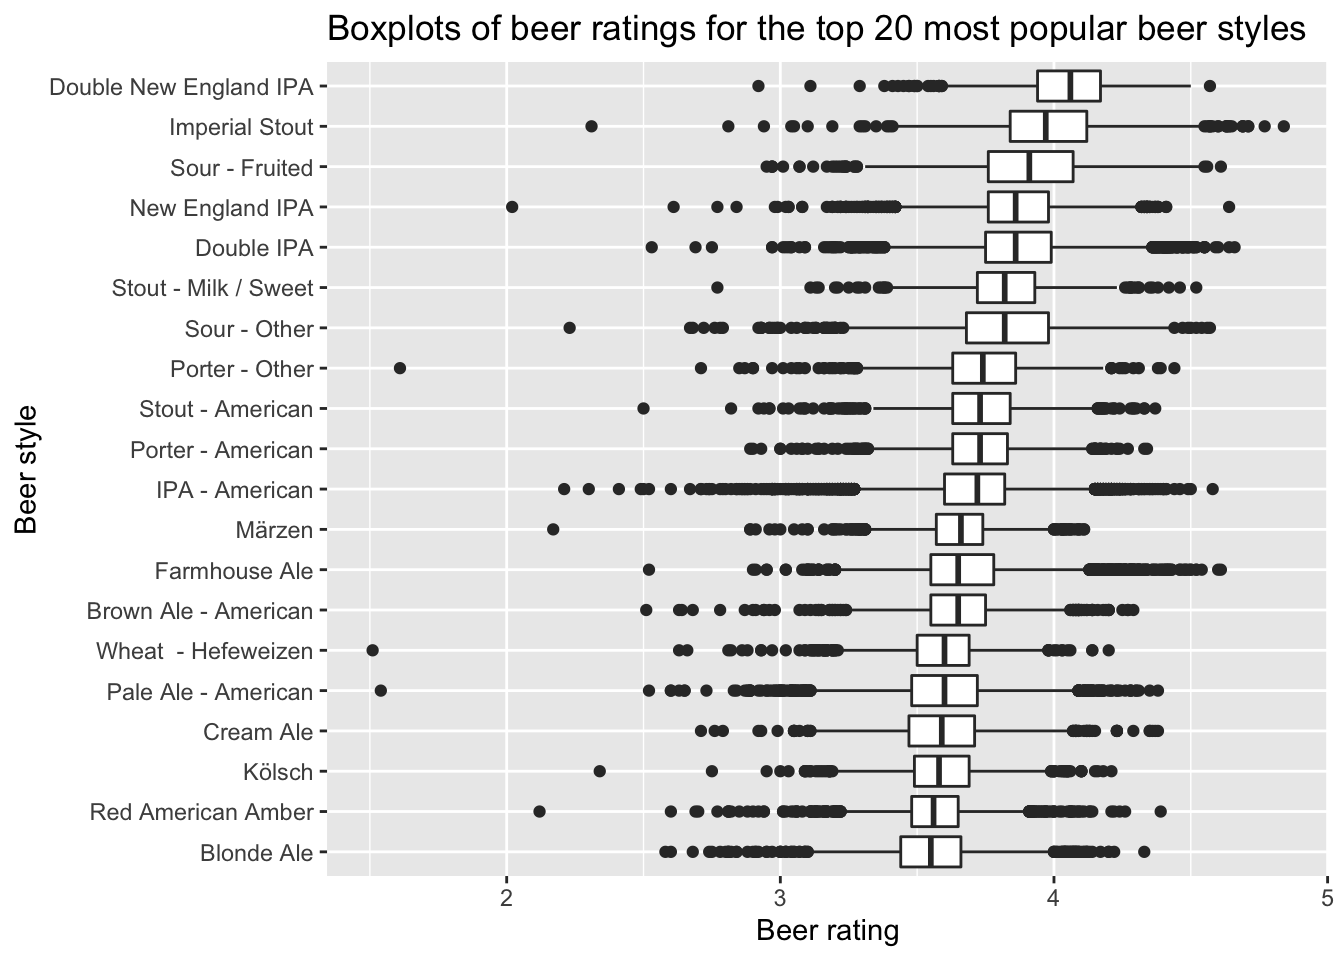 Boxplots of beer ratings for the top 20 most popular beer styles
Double New England IPA
Imperial Stout
Sour - Fruited
New England IPA
Double IPA
Stout - Milk / Sweet
Sour - Other
Porter - Other
Stout - American
Porter - American
IPA - American
Märzen
Farmhouse Ale
Brown Ale - American
Wheat  - Hefeweizen
Pale Ale - American
Cream Ale
Kölsch
Red American Amber
Blonde Ale
Beer style
2 3 4 5
Beer rating